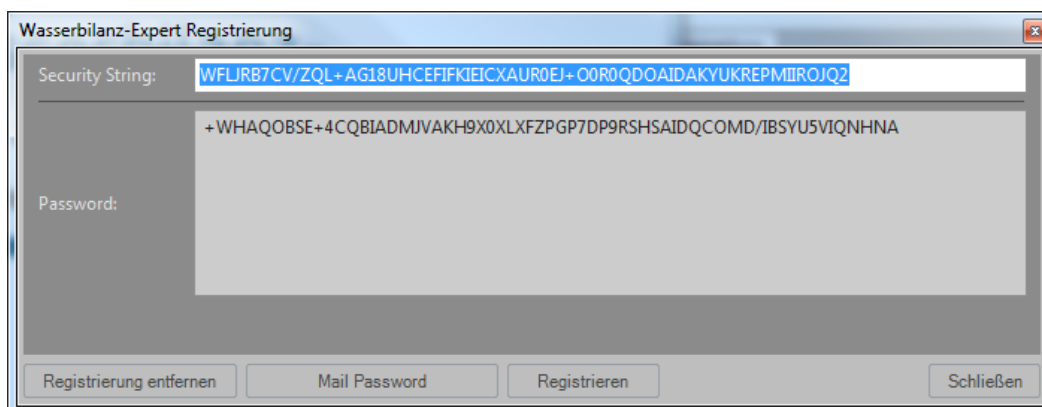 Wasserbilanz-Expert Registrierung
Security String: WFLJRB7CV/ZQL+AG18UHCEFIFKIEICXAUR0EJ+O0R0QDOAIDAKYUKREPMIIROJQ2
+WHAQOBSE+4CQBIADMJVAKH9X0XLXFZPGP7DP9RSHSAIDQCOMD/IBSYU5VIQNHNA
Password:
Registrierung entfernen Mail Password Registrieren Schließen